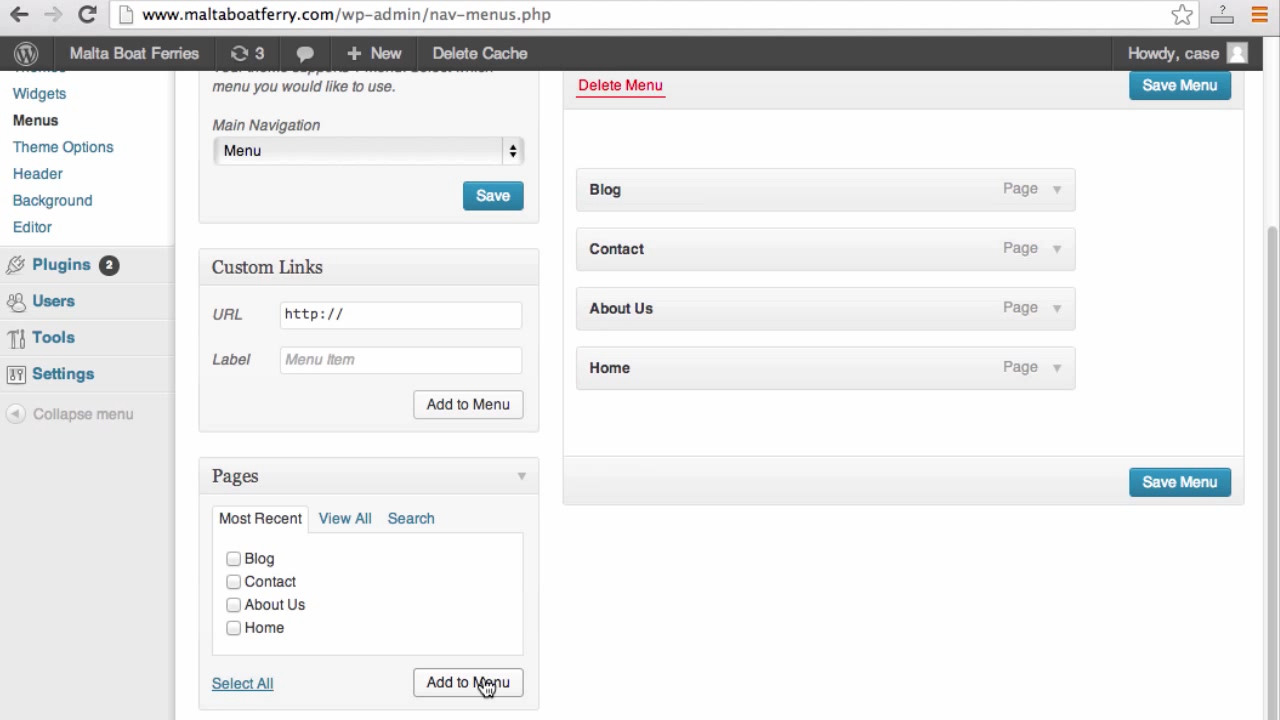 www.maltaboatferry.com/wp-admin/nav-menus.php
Malta Boat Ferries 3 New Delete Cache Howdy, case
Themes
Widgets
Menus
Theme Options
Header
Background
Editor
Plugins 2
Users
Tools
Settings
Collapse menu
menu you would like to use.
Main Navigation
Menu
Save
Custom Links
URL http://
Label Menu Item
Add to Menu
Pages
Most Recent View All Search
Blog
Contact
About Us
Home
Select All Add to Menu
Delete Menu Save Menu
Blog Page
Contact Page
About Us Page
Home Page
Save Menu